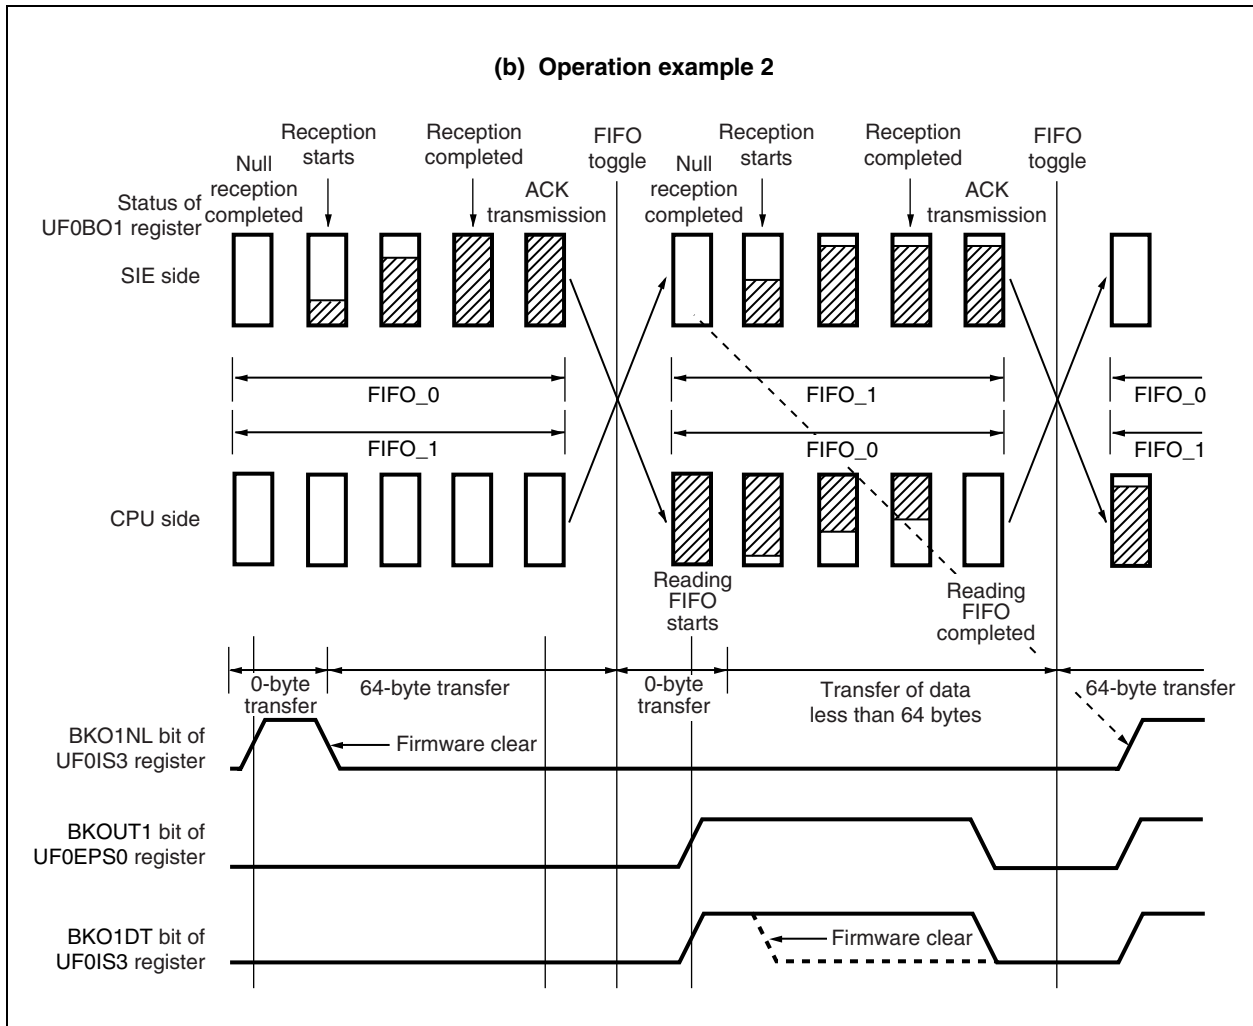 (b) Operation example 2
Reception
starts
Reception
completed
FIFO
toggle
Reception
starts
Reception
completed
FIFO
toggle
Null
reception
completed
ACK
transmission
Null
reception
completed
ACK
transmission
Status of
UF0BO1 register
SIE side
FIFO_0
FIFO_1
FIFO_0
FIFO_1
FIFO_0
FIFO_1
CPU side
Reading
FIFO
starts
Reading
FIFO
completed
0-byte
transfer
64-byte transfer
0-byte
transfer
Transfer of data
less than 64 bytes
64-byte transfer
BKO1NL bit of
UF0IS3 register
Firmware clear
BKOUT1 bit of
UF0EPS0 register
BKO1DT bit of
UF0IS3 register
Firmware clear